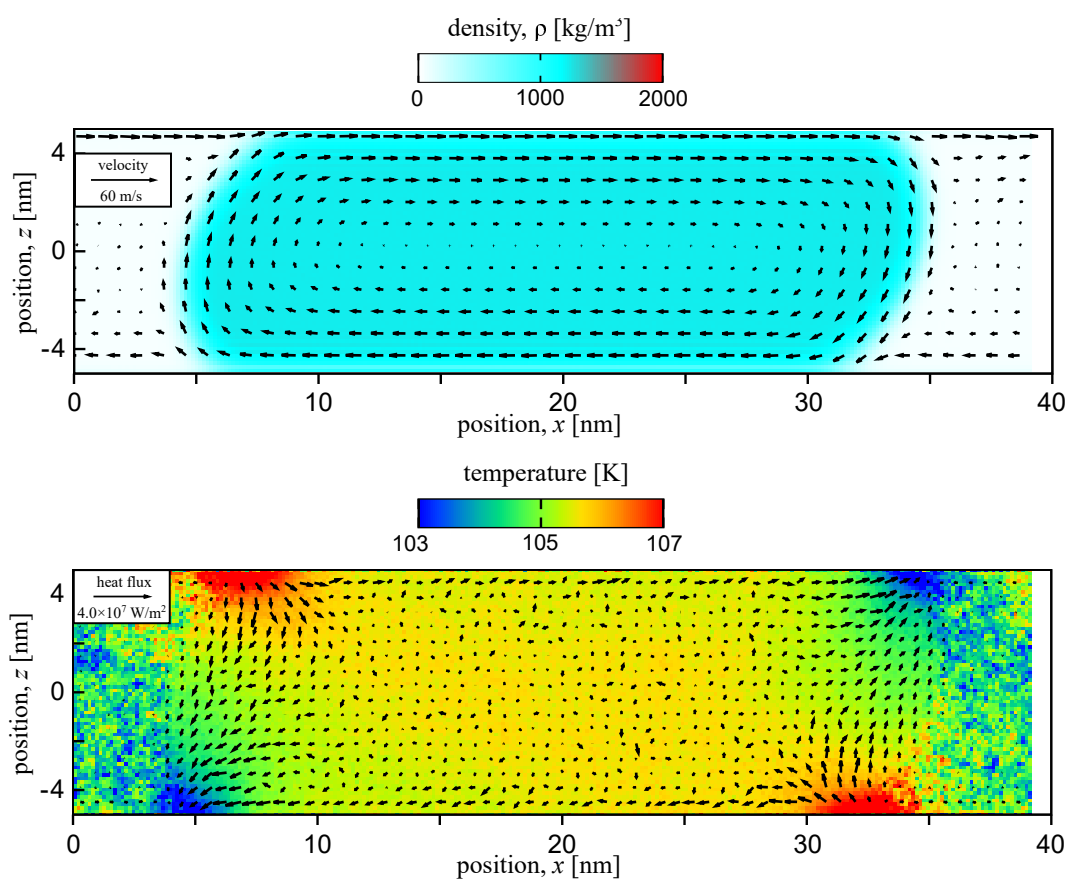 density, ρ [kg/m³]
0 1000 2000
4
velocity
60 m/s
0
-4
position, z [nm]
0 10 20 30 40
position, x [nm]
temperature [K]
103 105 107
4
heat flux
4.0×10⁷ W/m²
0
-4
position, z [nm]
0 10 20 30 40
position, x [nm]